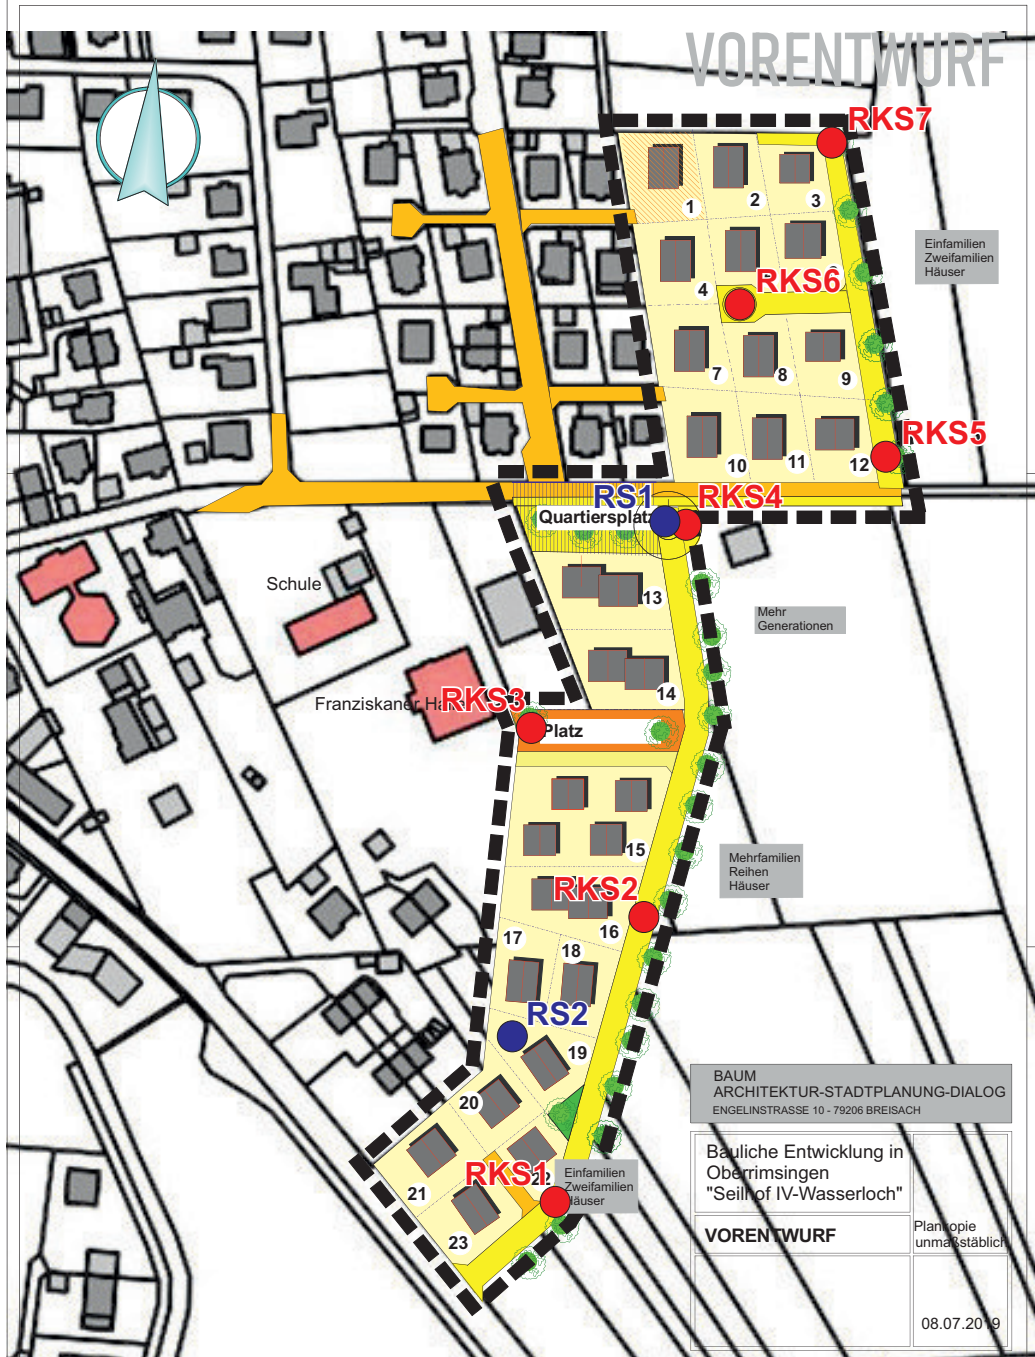 VORENTWURF
RKS7
1
2
3
Einfamilien
Zweifamilien
Häuser
4
RKS6
7
8
9
RKS5
10
11
12
RS1
RKS4
Quartiersplatz
Schule
13
Mehr
Generationen
14
Franziskaner
RKS3
Platz
15
Mehrfamilien
Reihen
Häuser
RKS2
16
17
18
RS2
19
20
BAUM
ARCHITEKTUR-STADTPLANUNG-DIALOG
ENGELINSTRASSE 10 - 79206 BREISACH
21
RKS1
22
Einfamilien
Zweifamilien
Häuser
23
Bauliche Entwicklung in
Oberrimsingen
"Seilhof IV-Wasserloch"
VORENTWURF
Plankopie
unmaßstäblich
08.07.2019